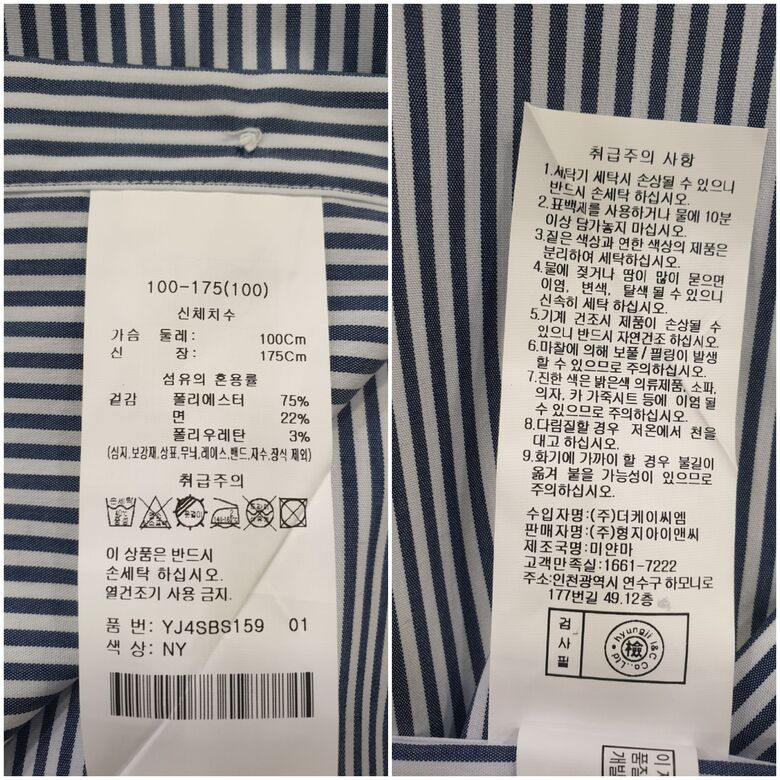 100-175(100)
신체치수
가슴 둘레: 100Cm
신 장: 175Cm
섬유의 혼용률
겉감 폴리에스터 75%
면 22%
폴리우레탄 3%
(심지,보강재,상표,무늬,레이스,밴드,자수,장식 제외)
취급주의
손세탁
이 상품은 반드시
손세탁 하십시오.
열건조기 사용 금지.
품 번: YJ4SBS159 01
색 상: NY
취급주의 사항
1.세탁기 세탁시 손상될 수 있으니
반드시 손세탁 하십시오.
2.표백제를 사용하거나 물에 10분
이상 담가놓지 마십시오.
3.짙은 색상과 연한 색상의 제품은
분리하여 세탁하십시오.
4.물에 젖거나 땀이 많이 묻으면
이염, 변색, 탈색 될 수 있으니
신속히 세탁 하십시오.
5.기계 건조시 제품이 손상될 수
있으니 반드시 자연건조 하십시오.
6.마찰에 의해 보풀/필링이 발생
할 수 있으므로 주의하십시오.
7.진한 색은 밝은색 의류제품, 소파,
의자, 카 가죽시트 등에 이염 될
수 있으므로 주의하십시오.
8.다림질할 경우 저온에서 천을
대고 하십시오.
9.화기에 가까이 할 경우 불길이
옮겨 붙을 가능성이 있으므로
주의하십시오.
수입자명:(주)더케이씨엠
판매자명:(주)형지아이앤씨
제조국명:미얀마
고객만족실:1661-7222
주소:인천광역시 연수구 하모니로
177번길 49.12층
검사필
hyungji I&C Co.,Ltd.
檢
이 지
품질
개발